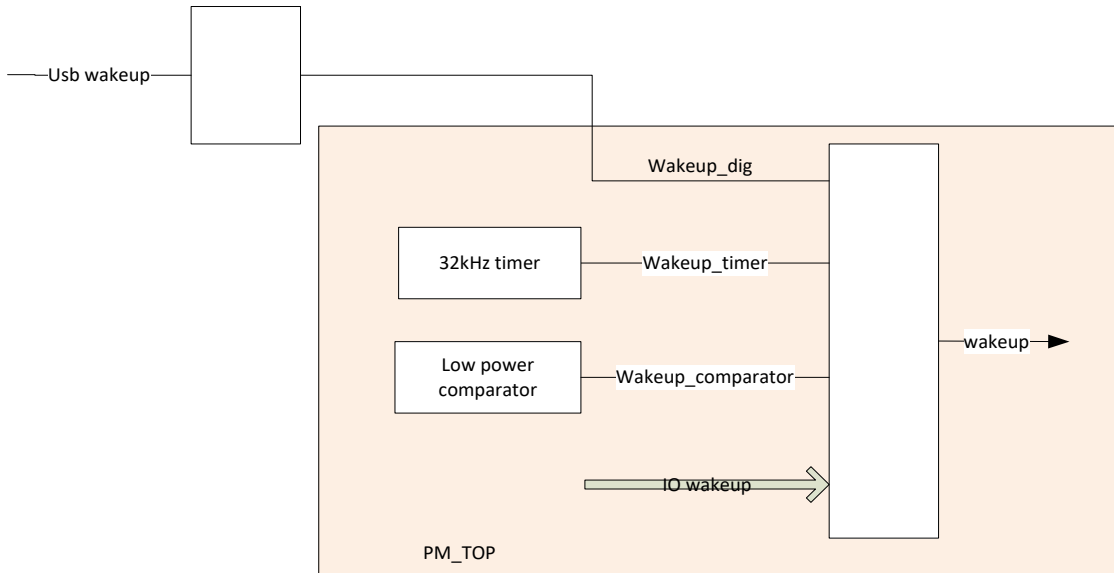 Usb wakeup
Wakeup_dig
32kHz timer
Wakeup_timer
wakeup
Low power
comparator
Wakeup_comparator
IO wakeup
PM_TOP